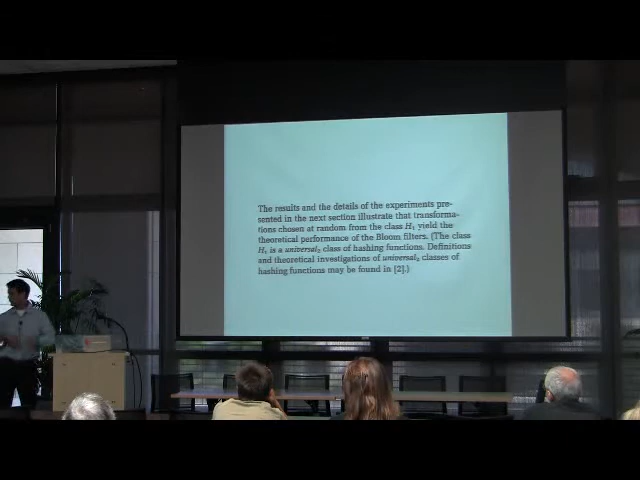 The results and the details of the experiments pre-
sented in the next section illustrate that transforma-
tions chosen at random from the class H₁ yield the
theoretical performance of the Bloom filters. (The class
H₁ is a universal₂ class of hashing functions. Definitions
and theoretical investigations of universal₂ classes of
hashing functions may be found in [2].)